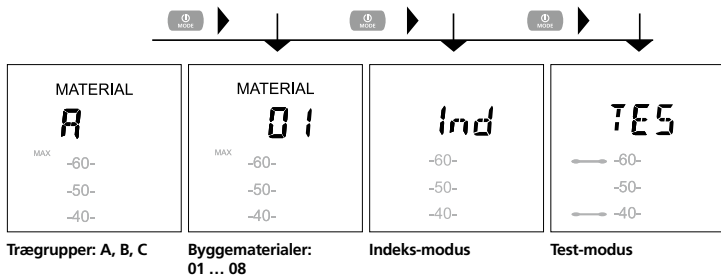 MODE MODE MODE
MATERIAL
A
MAX
-60-
-50-
-40-
Trægrupper: A, B, C
MATERIAL
01
MAX
-60-
-50-
-40-
Byggematerialer:
01 ... 08
Ind
-60-
-50-
-40-
Indeks-modus
TES
-60-
-50-
-40-
Test-modus